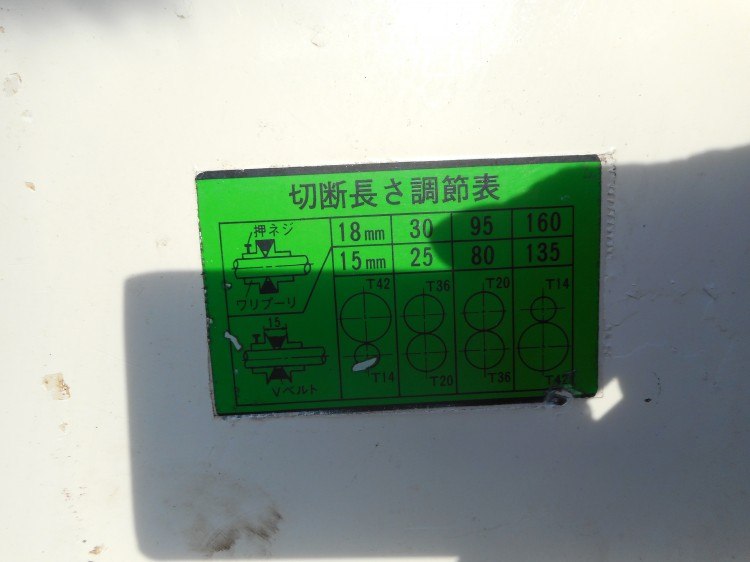 切断長さ調節表
押ネジ
18mm 30 95 160
15mm 25 80 135
ワリプーリ
T42 T36 T20 T14
15
T14 T20 T36 T42
Vベルト